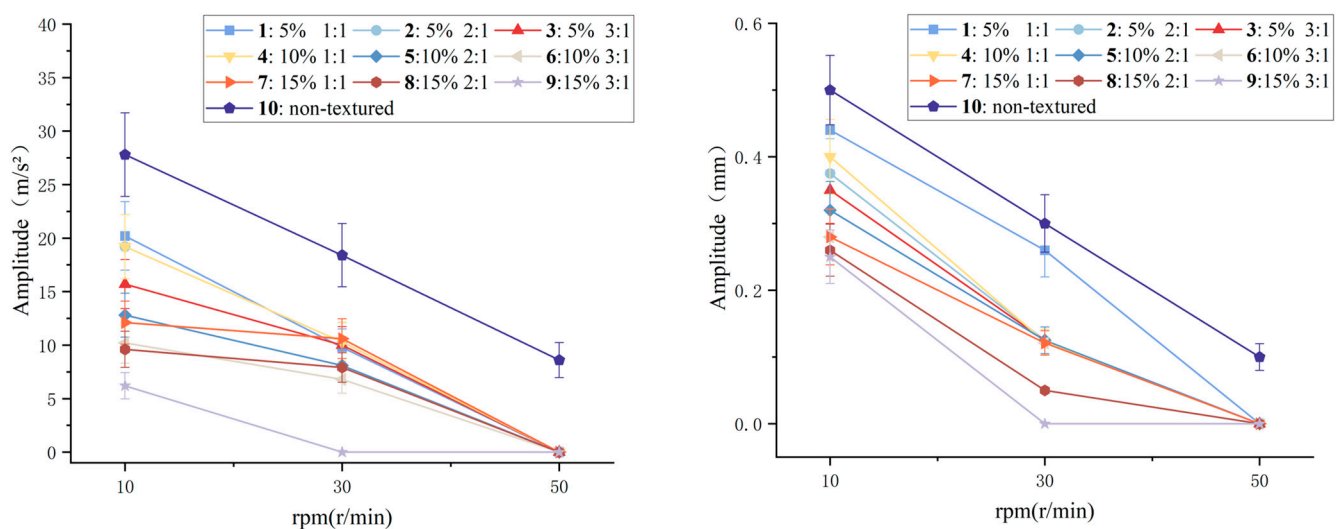 40
35
30
25
20
15
10
5
0
Amplitude（m/s²）
1: 5% 1:1 2: 5% 2:1 3: 5% 3:1
4: 10% 1:1 5:10% 2:1 6:10% 3:1
7: 15% 1:1 8:15% 2:1 9:15% 3:1
10: non-textured
10 30 50
rpm(r/min)
0.6
0.4
0.2
0.0
Amplitude（mm）
1: 5% 1:1 2: 5% 2:1 3: 5% 3:1
4: 10% 1:1 5:10% 2:1 6:10% 3:1
7: 15% 1:1 8:15% 2:1 9:15% 3:1
10: non-textured
10 30 50
rpm(r/min)